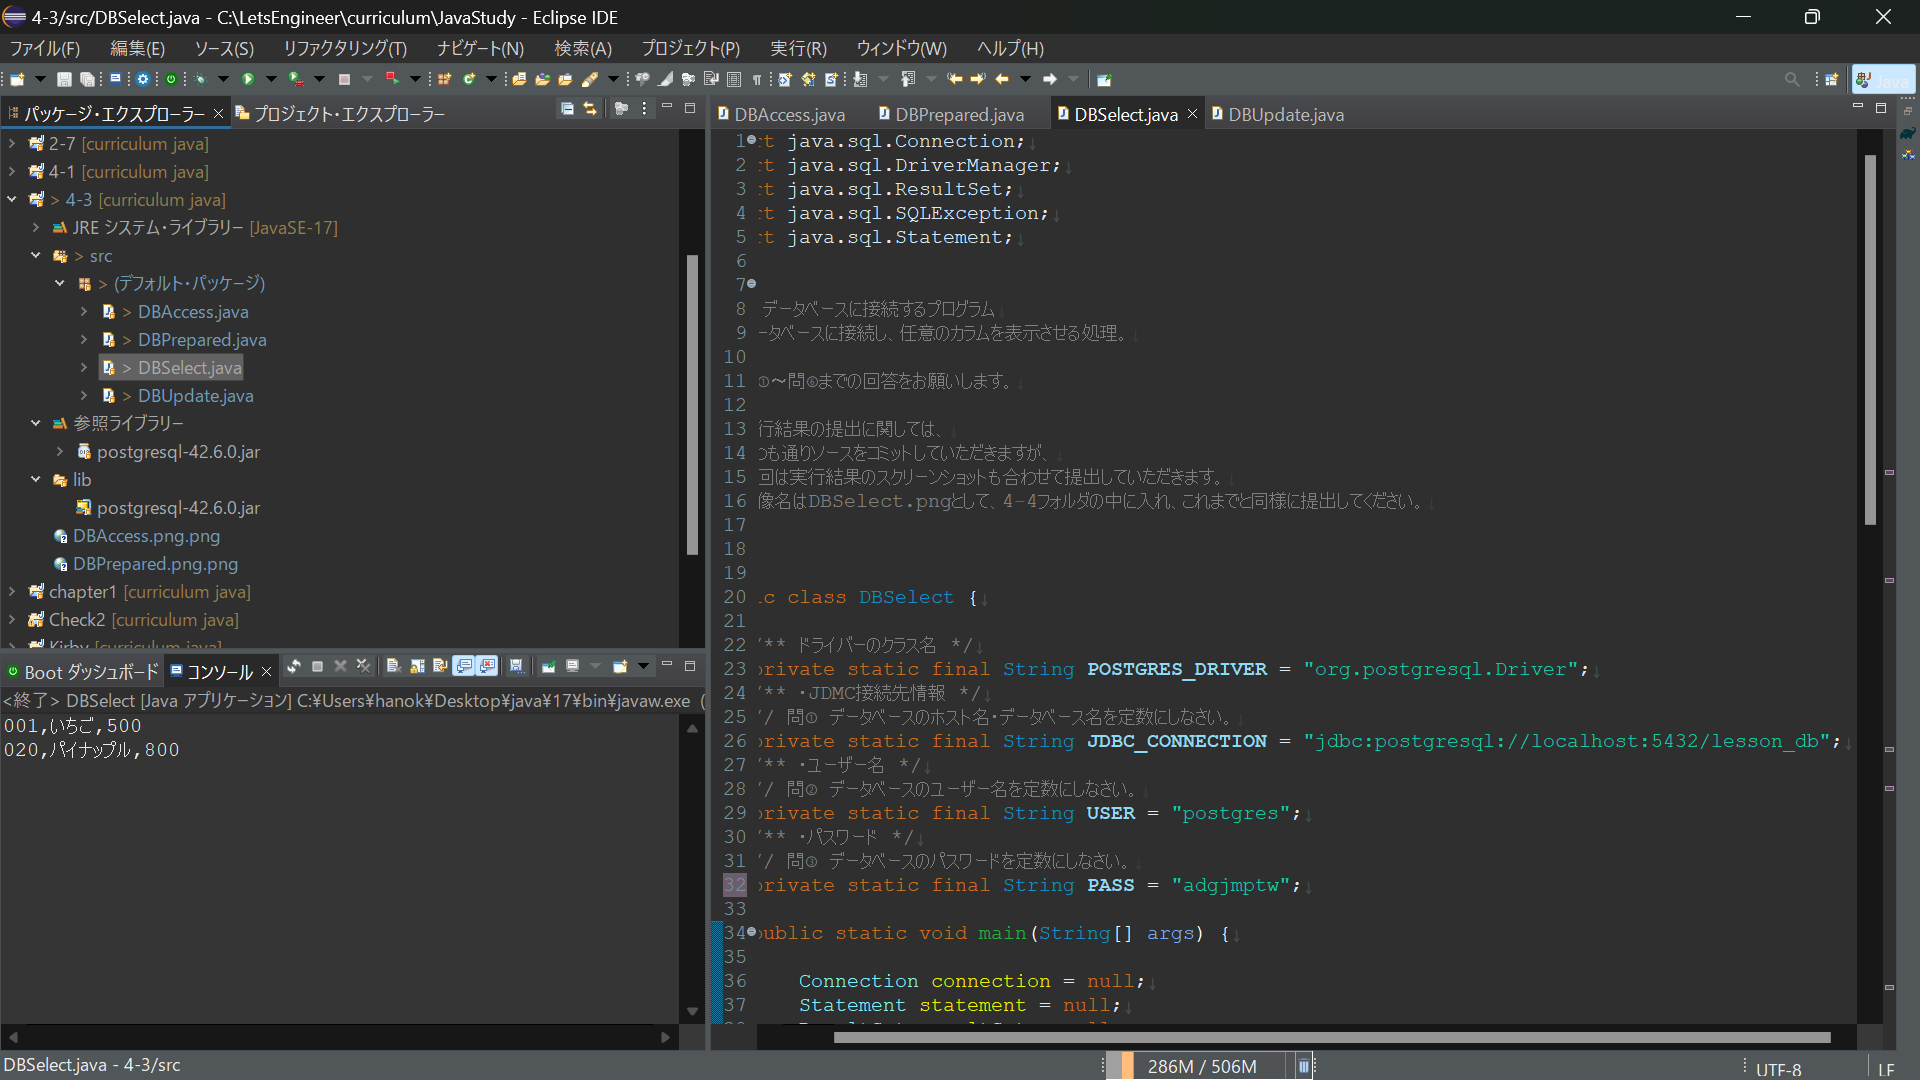 4-3/src/DBSelect.java - C:\LetsEngineer\curriculum\JavaStudy - Eclipse IDE
ファイル(F) 編集(E) ソース(S) リファクタリング(T) ナビゲート(N) 検索(A) プロジェクト(P) 実行(R) ウィンドウ(W) ヘルプ(H)
Java
パッケージ・エクスプローラー プロジェクト・エクスプローラー
2-7 [curriculum java]
4-1 [curriculum java]
> 4-3 [curriculum java]
JRE システム・ライブラリー [JavaSE-17]
> src
> (デフォルト・パッケージ)
> DBAccess.java
> DBPrepared.java
> DBSelect.java
> DBUpdate.java
参照ライブラリー
postgresql-42.6.0.jar
lib
postgresql-42.6.0.jar
DBAccess.png.png
DBPrepared.png.png
chapter1 [curriculum java]
Check2 [curriculum java]
Kirby [curriculum java]
Boot ダッシュボード コンソール
<終了> DBSelect [Java アプリケーション] C:¥Users¥hanok¥Desktop¥java¥17¥bin¥javaw.exe (
001,いちご,500
020,パイナップル,800
DBAccess.java DBPrepared.java DBSelect.java DBUpdate.java
1 rt java.sql.Connection;↓
2 rt java.sql.DriverManager;↓
3 rt java.sql.ResultSet;↓
4 rt java.sql.SQLException;↓
5 rt java.sql.Statement;↓
6
7
8 データベースに接続するプログラム↓
9 ータベースに接続し、任意のカラムを表示させる処理。↓
10
11 ①～問⑥までの回答をお願いします。↓
12
13 行結果の提出に関しては、↓
14 つも通りソースをコミットしていただきますが、↓
15 回は実行結果のスクリーンショットも合わせて提出していただきます。↓
16 像名はDBSelect.pngとして、4-4フォルダの中に入れ、これまでと同様に提出してください。↓
17
18
19
20 ic class DBSelect {↓
21
22 /** ドライバーのクラス名 */↓
23 private static final String POSTGRES_DRIVER = "org.postgresql.Driver";↓
24 /** ・JDMC接続先情報 */↓
25 // 問① データベースのホスト名・データベース名を定数にしなさい。↓
26 private static final String JDBC_CONNECTION = "jdbc:postgresql://localhost:5432/lesson_db";↓
27 /** ・ユーザー名 */↓
28 // 問② データベースのユーザー名を定数にしなさい。↓
29 private static final String USER = "postgres";↓
30 /** ・パスワード */↓
31 // 問③ データベースのパスワードを定数にしなさい。↓
32 private static final String PASS = "adgjmptw";↓
33
34 public static void main(String[] args) {↓
35
36 Connection connection = null;↓
37 Statement statement = null;↓
DBSelect.java - 4-3/src
286M / 506M
UTF-8
LF